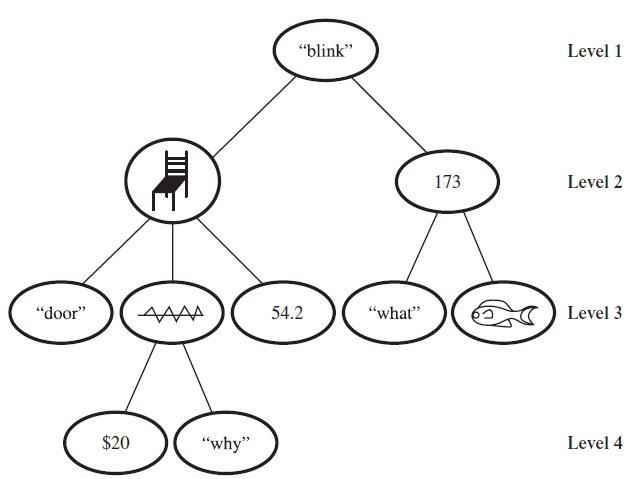 “blink” Level 1
173 Level 2
“door” 54.2 “what” Level 3
$20 “why” Level 4